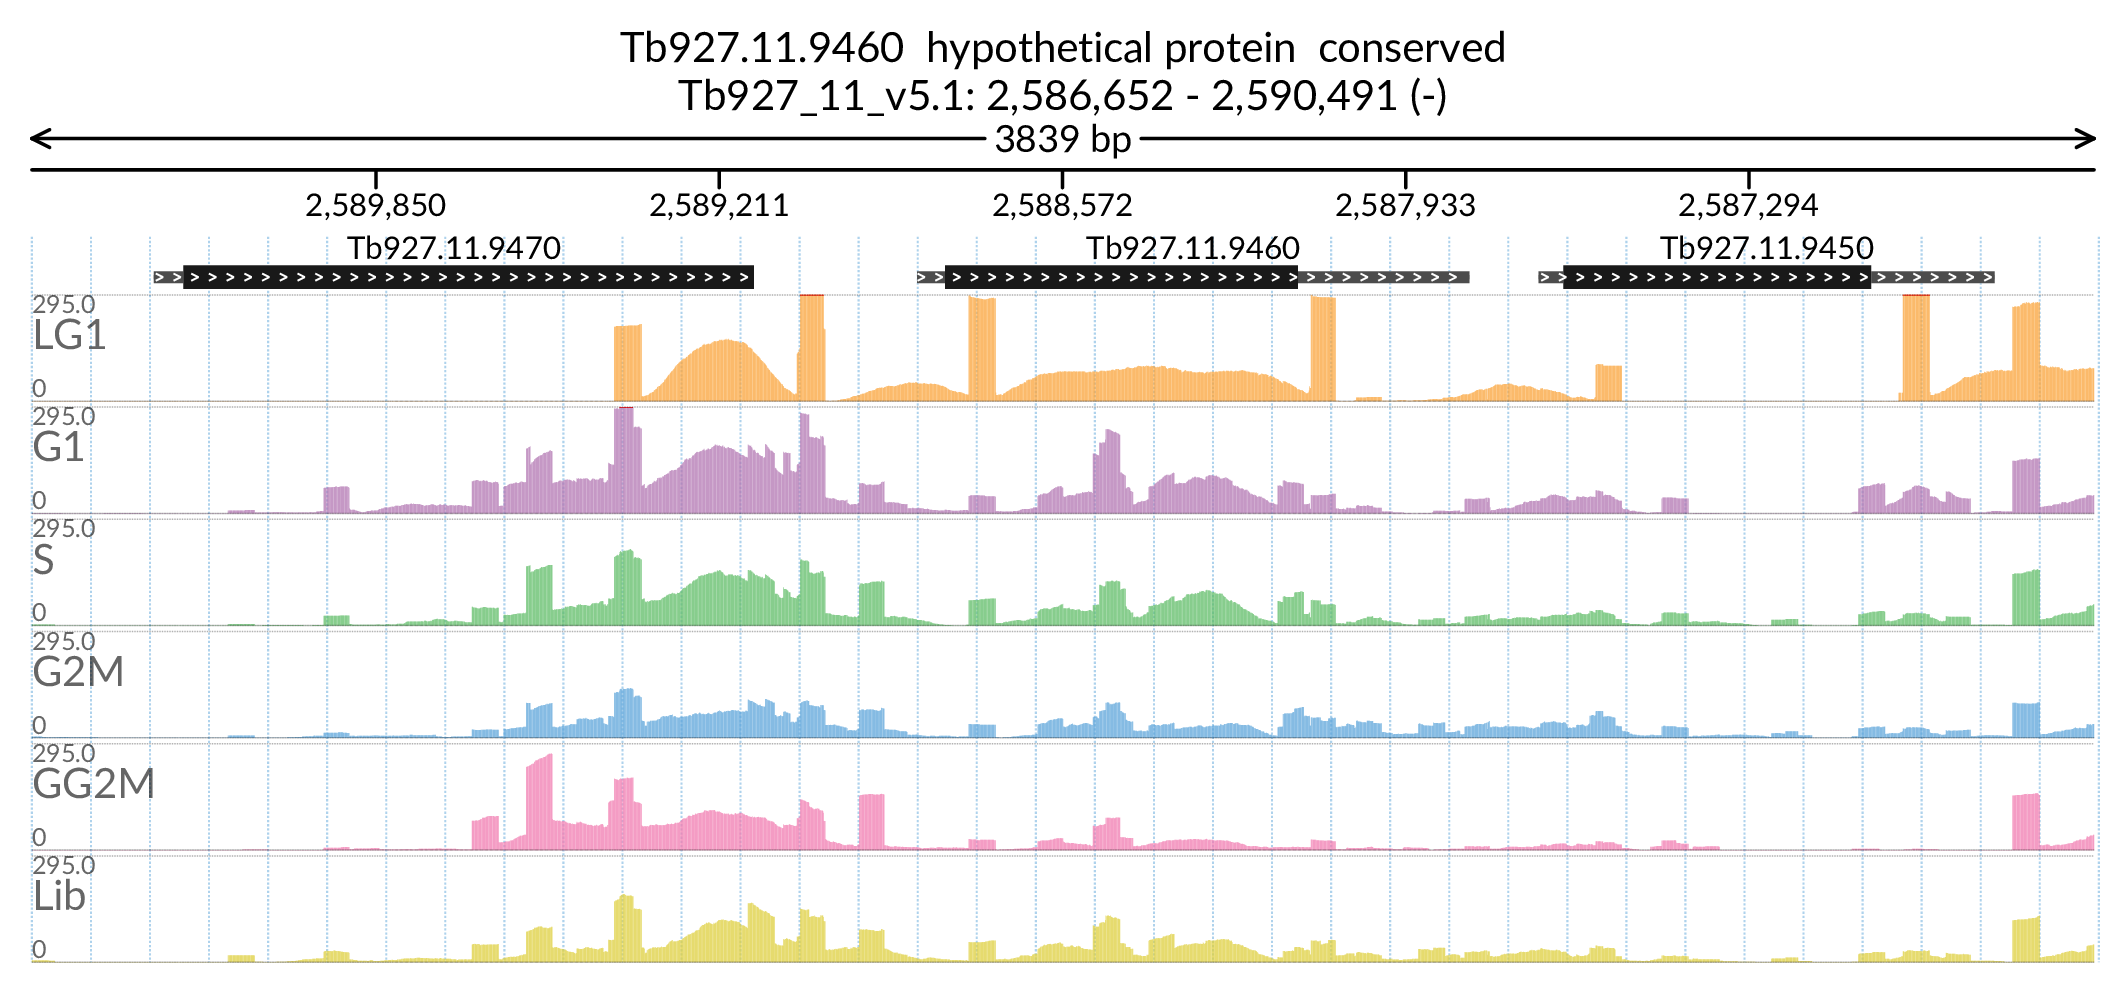 Tb927.11.9460 hypothetical protein conserved
Tb927_11_v5.1: 2,586,652 - 2,590,491 (-)
3839 bp
2,589,850 2,589,211 2,588,572 2,587,933 2,587,294
Tb927.11.9470 Tb927.11.9460 Tb927.11.9450
295.0
LG1
0
295.0
G1
0
295.0
S
0
295.0
G2M
0
295.0
GG2M
0
295.0
Lib
0